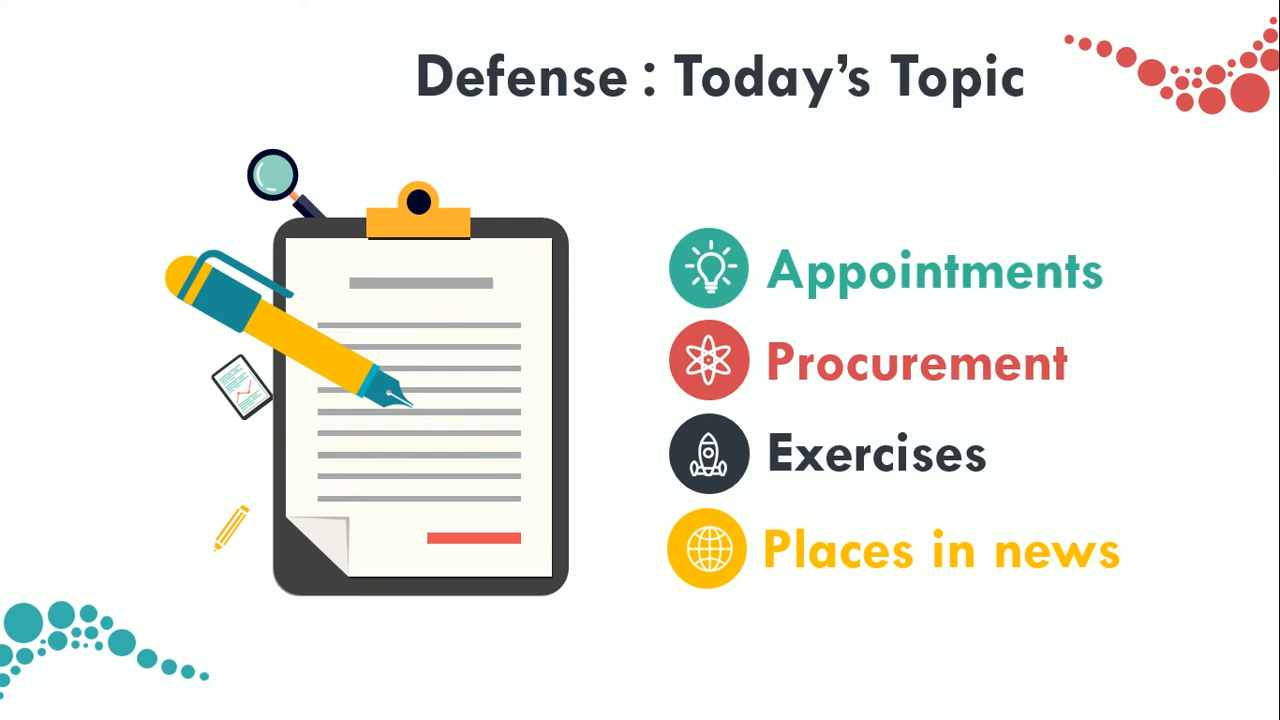 Defense : Today's Topic
Appointments
Procurement
Exercises
Places in news